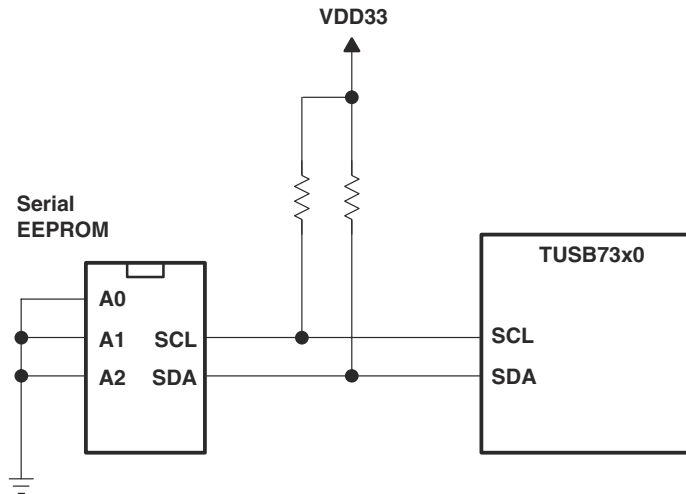 VDD33
Serial
EEPROM
TUSB73x0
A0
A1 SCL
SCL
A2 SDA
SDA